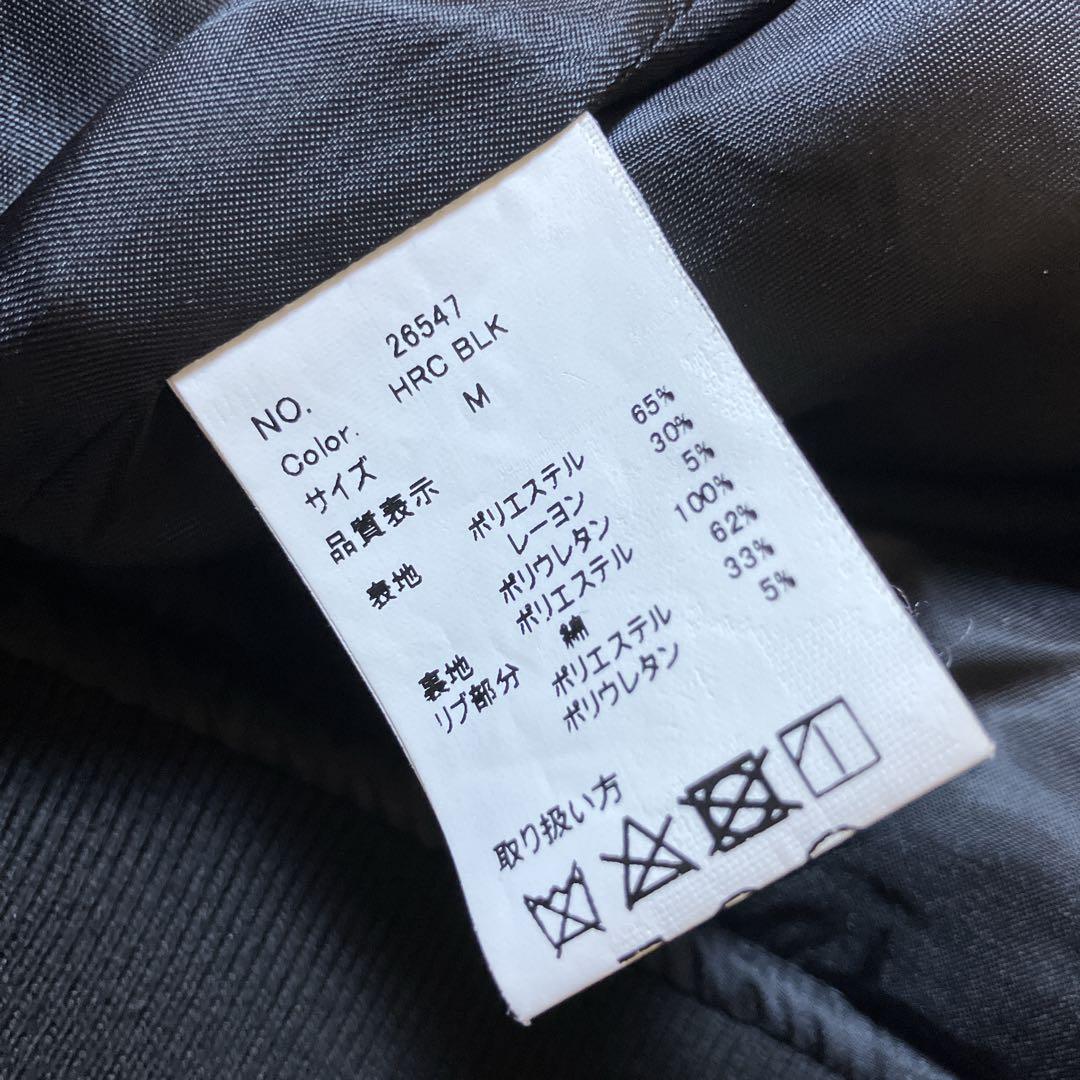 NO. 26547
Color. HRC BLK
サイズ M
品質表示
表地 ポリエステル 65%
レーヨン 30%
ポリウレタン 5%
裏地 ポリエステル 100%
リブ部分 綿 62%
ポリエステル 33%
ポリウレタン 5%
取り扱い方